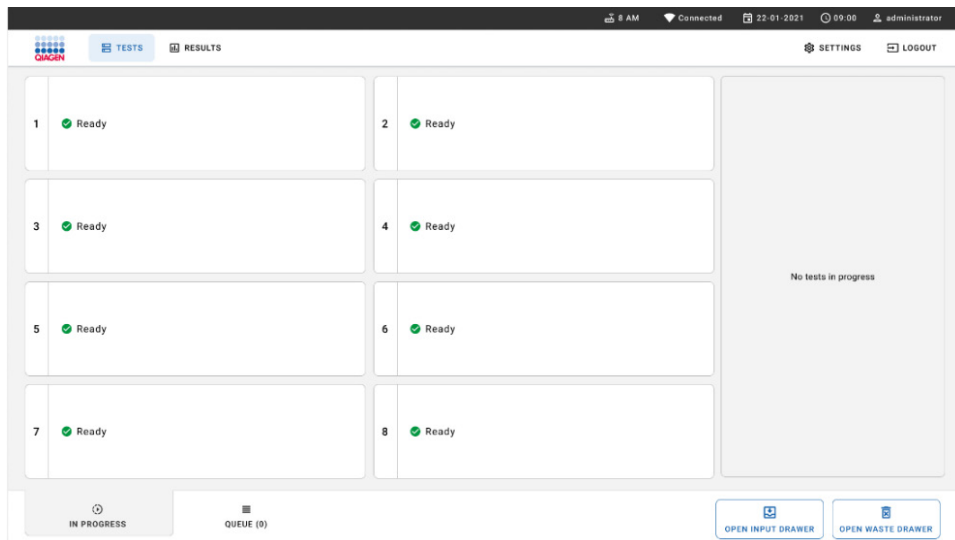 8 AM Connected 22-01-2021 09:00 administrator
QIAGEN TESTS RESULTS SETTINGS LOGOUT
1 Ready
2 Ready
3 Ready
4 Ready
No tests in progress
5 Ready
6 Ready
7 Ready
8 Ready
IN PROGRESS
QUEUE (0)
OPEN INPUT DRAWER
OPEN WASTE DRAWER